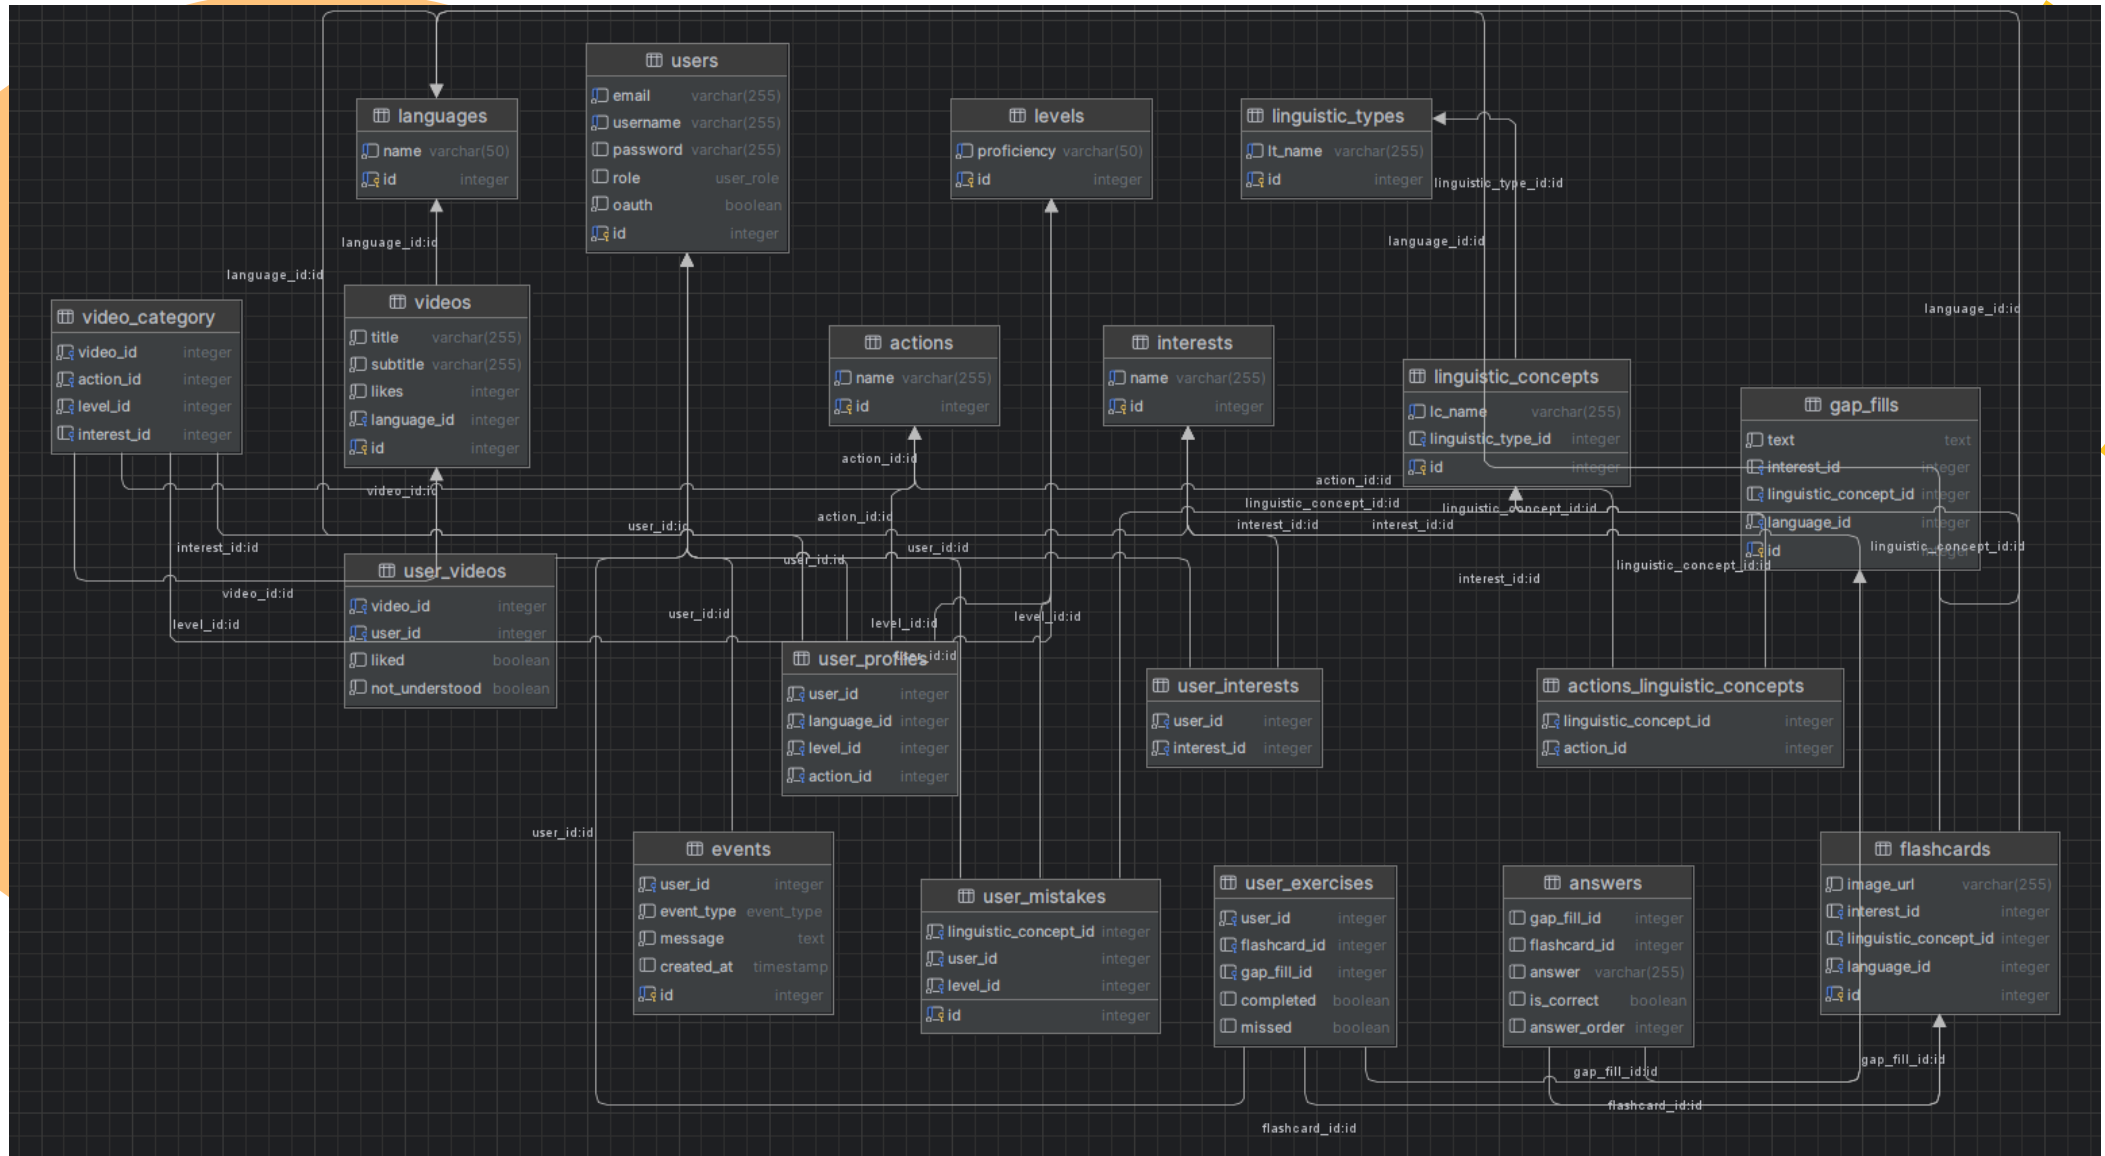 users
email varchar(255)
username varchar(255)
password varchar(255)
role user_role
oauth boolean
id integer
languages
name varchar(50)
id integer
levels
proficiency varchar(50)
id integer
linguistic_types
lt_name varchar(255)
id integer
linguistic_type_id:id
language_id:id
language_id:id
language_id:id
language_id:id
video_category
video_id integer
action_id integer
level_id integer
interest_id integer
videos
title varchar(255)
subtitle varchar(255)
likes integer
language_id integer
id integer
actions
name varchar(255)
id integer
interests
name varchar(255)
id integer
linguistic_concepts
lc_name varchar(255)
linguistic_type_id integer
id integer
gap_fills
text text
interest_id integer
linguistic_concept_id integer
language_id integer
id integer
action_id:id
action_id:id
video_id:id
linguistic_concept_id:id
linguistic_concept_id:id
action_id:id
user_id:id
interest_id:id
interest_id:id
interest_id:id
user_id:id
user_id:id
linguistic_concept_id:id
linguistic_concept_id:id
interest_id:id
video_id:id
level_id:id
user_id:id
level_id:id
level_id:id
user_videos
video_id integer
user_id integer
liked boolean
not_understood boolean
user_profiles
user_id:id
user_id integer
language_id integer
level_id integer
action_id integer
user_interests
user_id integer
interest_id integer
actions_linguistic_concepts
linguistic_concept_id integer
action_id integer
user_id:id
events
user_id integer
event_type event_type
message text
created_at timestamp
id integer
user_mistakes
linguistic_concept_id integer
user_id integer
level_id integer
id integer
user_exercises
user_id integer
flashcard_id integer
gap_fill_id integer
completed boolean
missed boolean
answers
gap_fill_id integer
flashcard_id integer
answer varchar(255)
is_correct boolean
answer_order integer
flashcards
image_url varchar(255)
interest_id integer
linguistic_concept_id integer
language_id integer
id integer
gap_fill_id:id
gap_fill_id:id
flashcard_id:id
flashcard_id:id